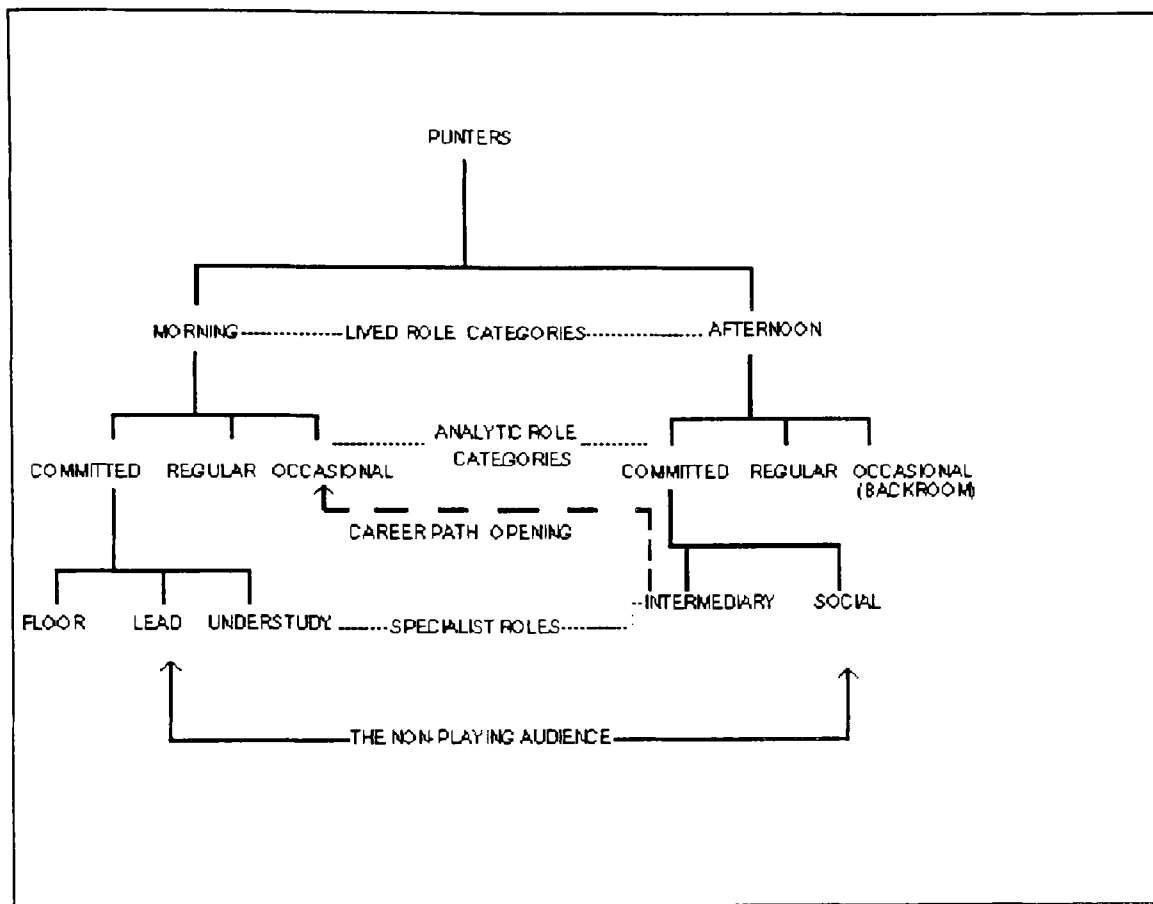 PUNTERS
MORNING LIVED ROLE CATEGORIES AFTERNOON
ANALYTIC ROLE
CATEGORIES
COMMITTED REGULAR OCCASIONAL COMMITTED REGULAR OCCASIONAL
(BACKROOM)
CAREER PATH OPENING
INTERMEDIARY SOCIAL
FLOOR LEAD UNDERSTUDY SPECIALIST ROLES
THE NON-PLAYING AUDIENCE